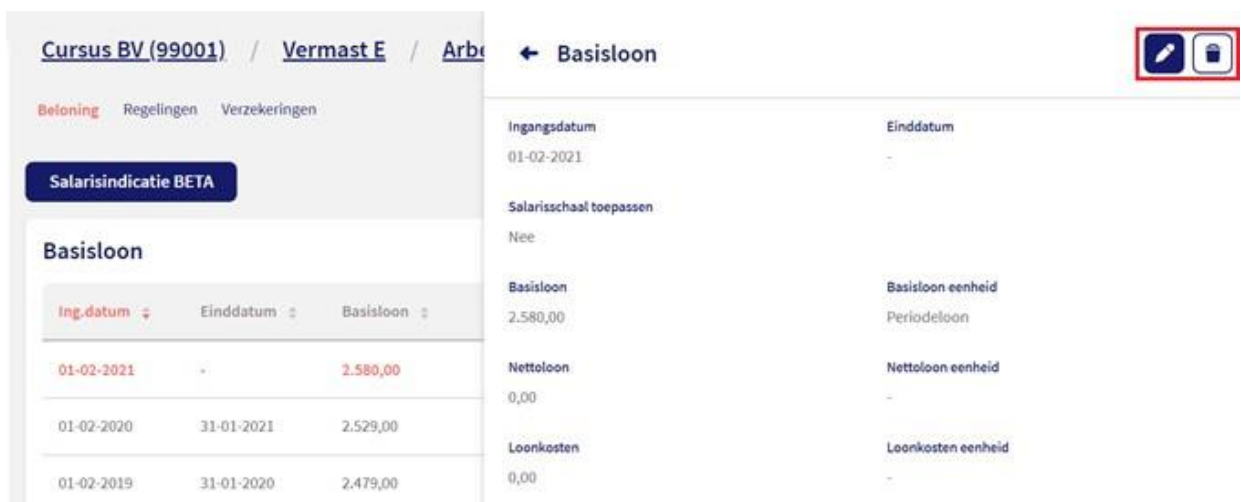 Cursus BV (99001) / Vermast E / Arbe
Beloning Regelingen Verzekeringen
Salarisindicatie BETA
Basisloon
Ing.datum Einddatum Basisloon
01-02-2021 - 2.580,00
01-02-2020 31-01-2021 2.529,00
01-02-2019 31-01-2020 2.479,00
Basisloon
Ingangsdatum Einddatum
01-02-2021 -
Salarisschaal toepassen
Nee
Basisloon Basisloon eenheid
2.580,00 Periodeloon
Nettoloon Nettoloon eenheid
0,00 -
Loonkosten Loonkosten eenheid
0,00 -